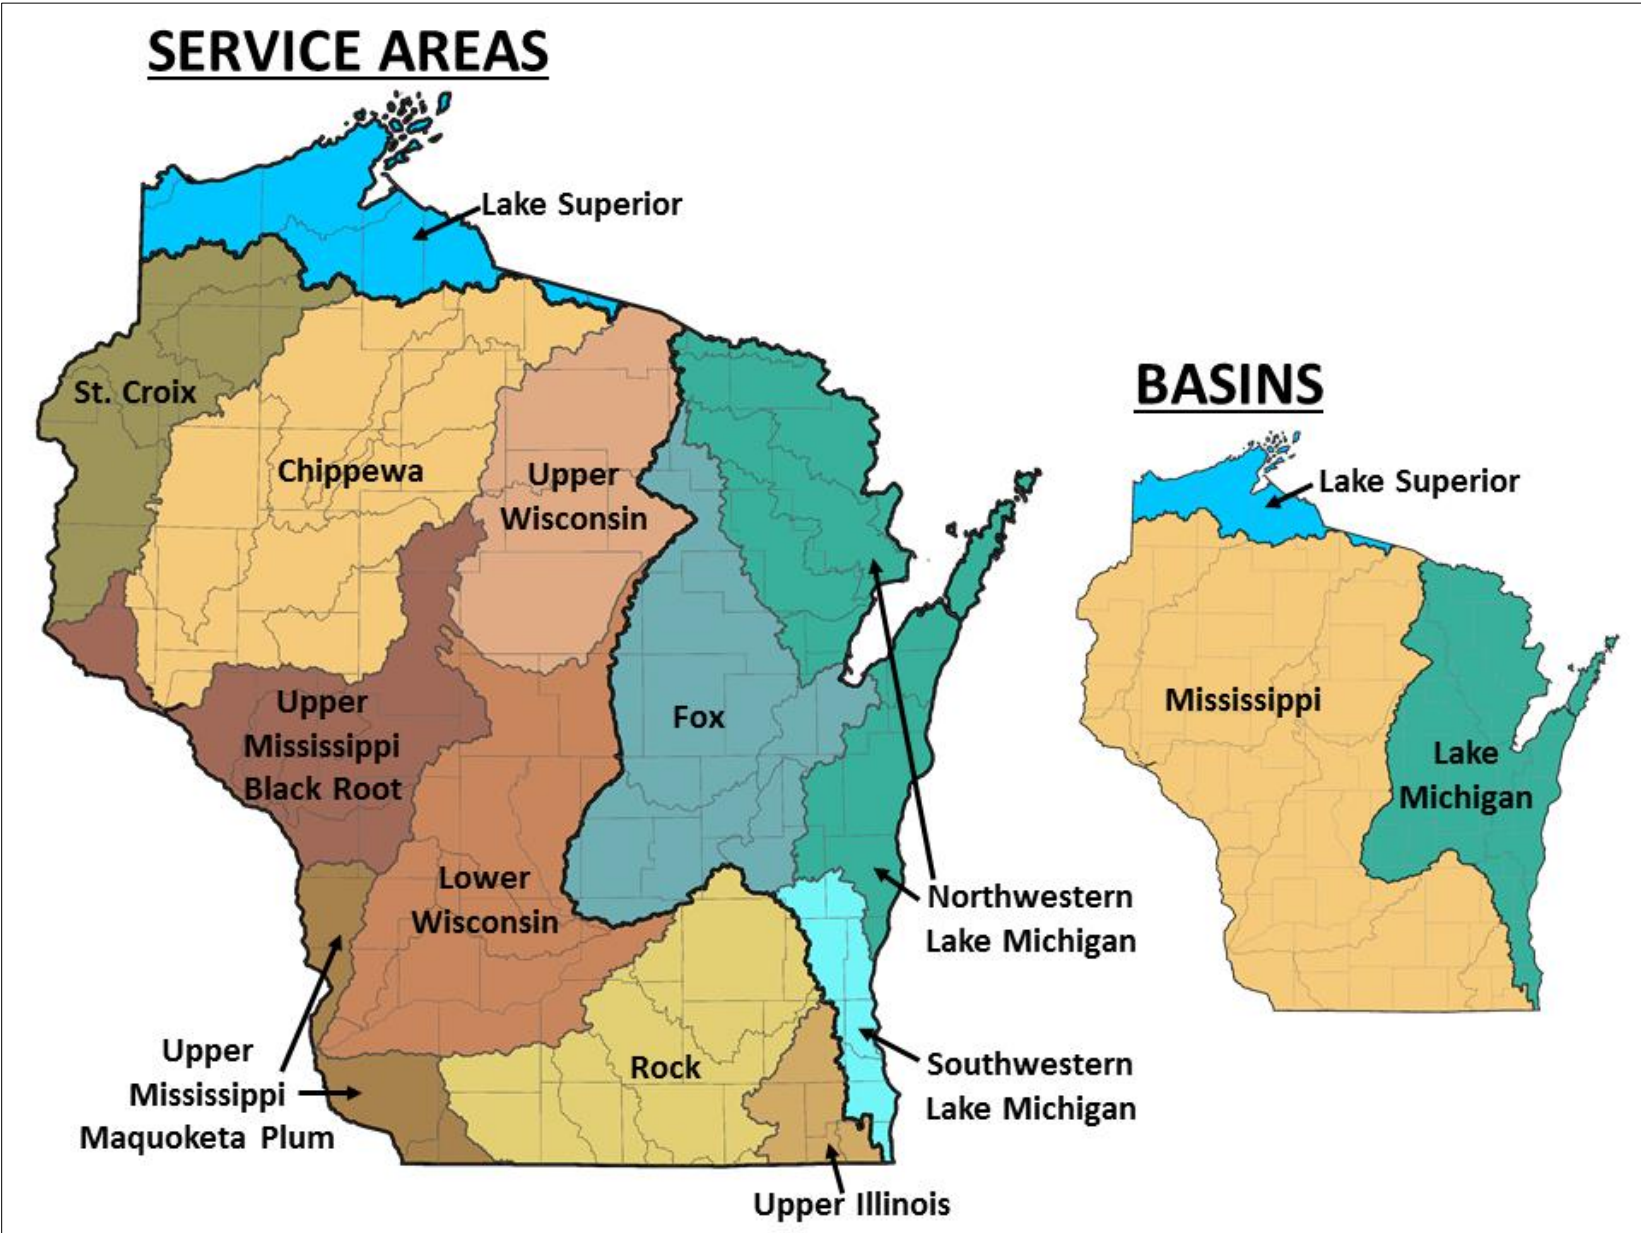 SERVICE AREAS
Lake Superior
St. Croix
Chippewa
Upper
Wisconsin
Upper
Mississippi
Black Root
Fox
Lower
Wisconsin
Northwestern
Lake Michigan
Upper
Mississippi
Maquoketa Plum
Rock
Southwestern
Lake Michigan
Upper Illinois
BASINS
Lake Superior
Mississippi
Lake
Michigan